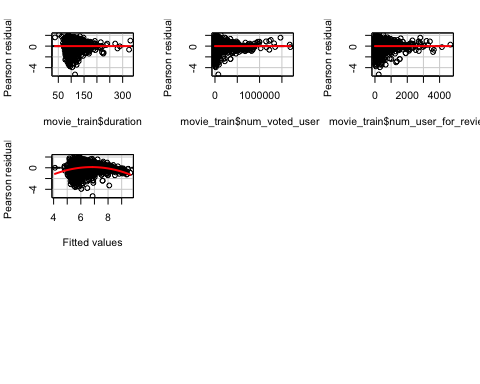 Pearson residual
0
-4
50 150 300
movie_train$duration
Pearson residual
0
-4
0 1000000
movie_train$num_voted_user
Pearson residual
0
-4
0 2000 4000
movie_train$num_user_for_revie
Pearson residual
0
-4
4 6 8
Fitted values